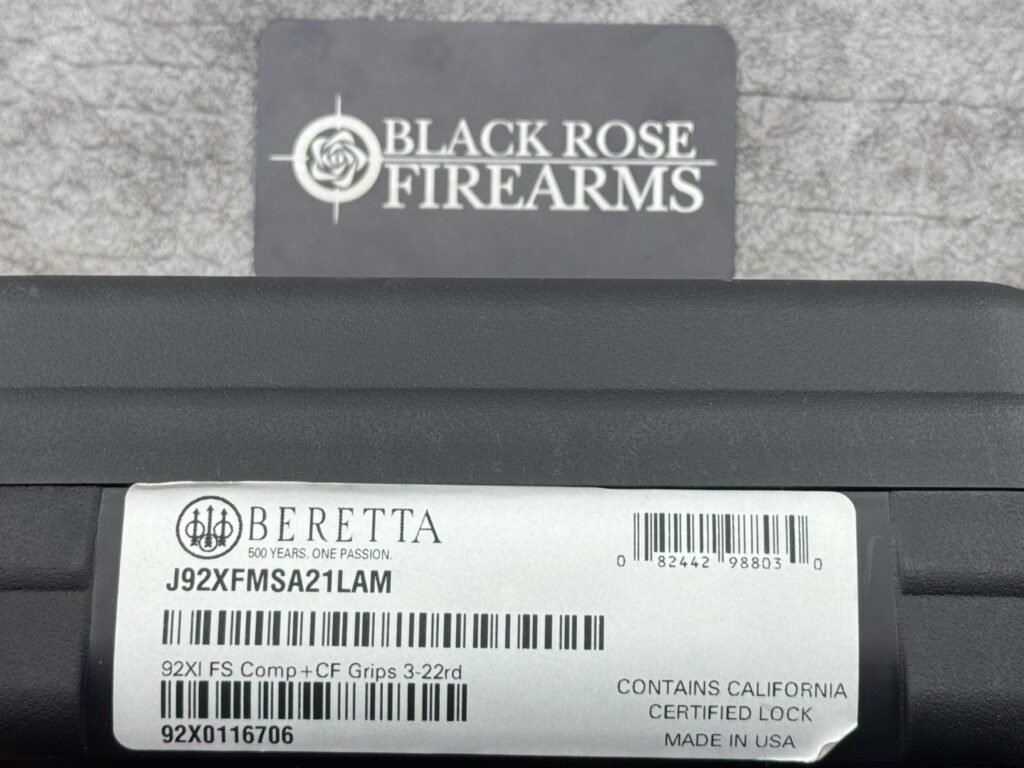 BLACK ROSE
FIREARMS
BERETTA
500 YEARS. ONE PASSION.
J92XFMSA21LAM
0 82442 98803 0
92XI FS Comp+CF Grips 3-22rd
92X0116706
CONTAINS CALIFORNIA
CERTIFIED LOCK
MADE IN USA